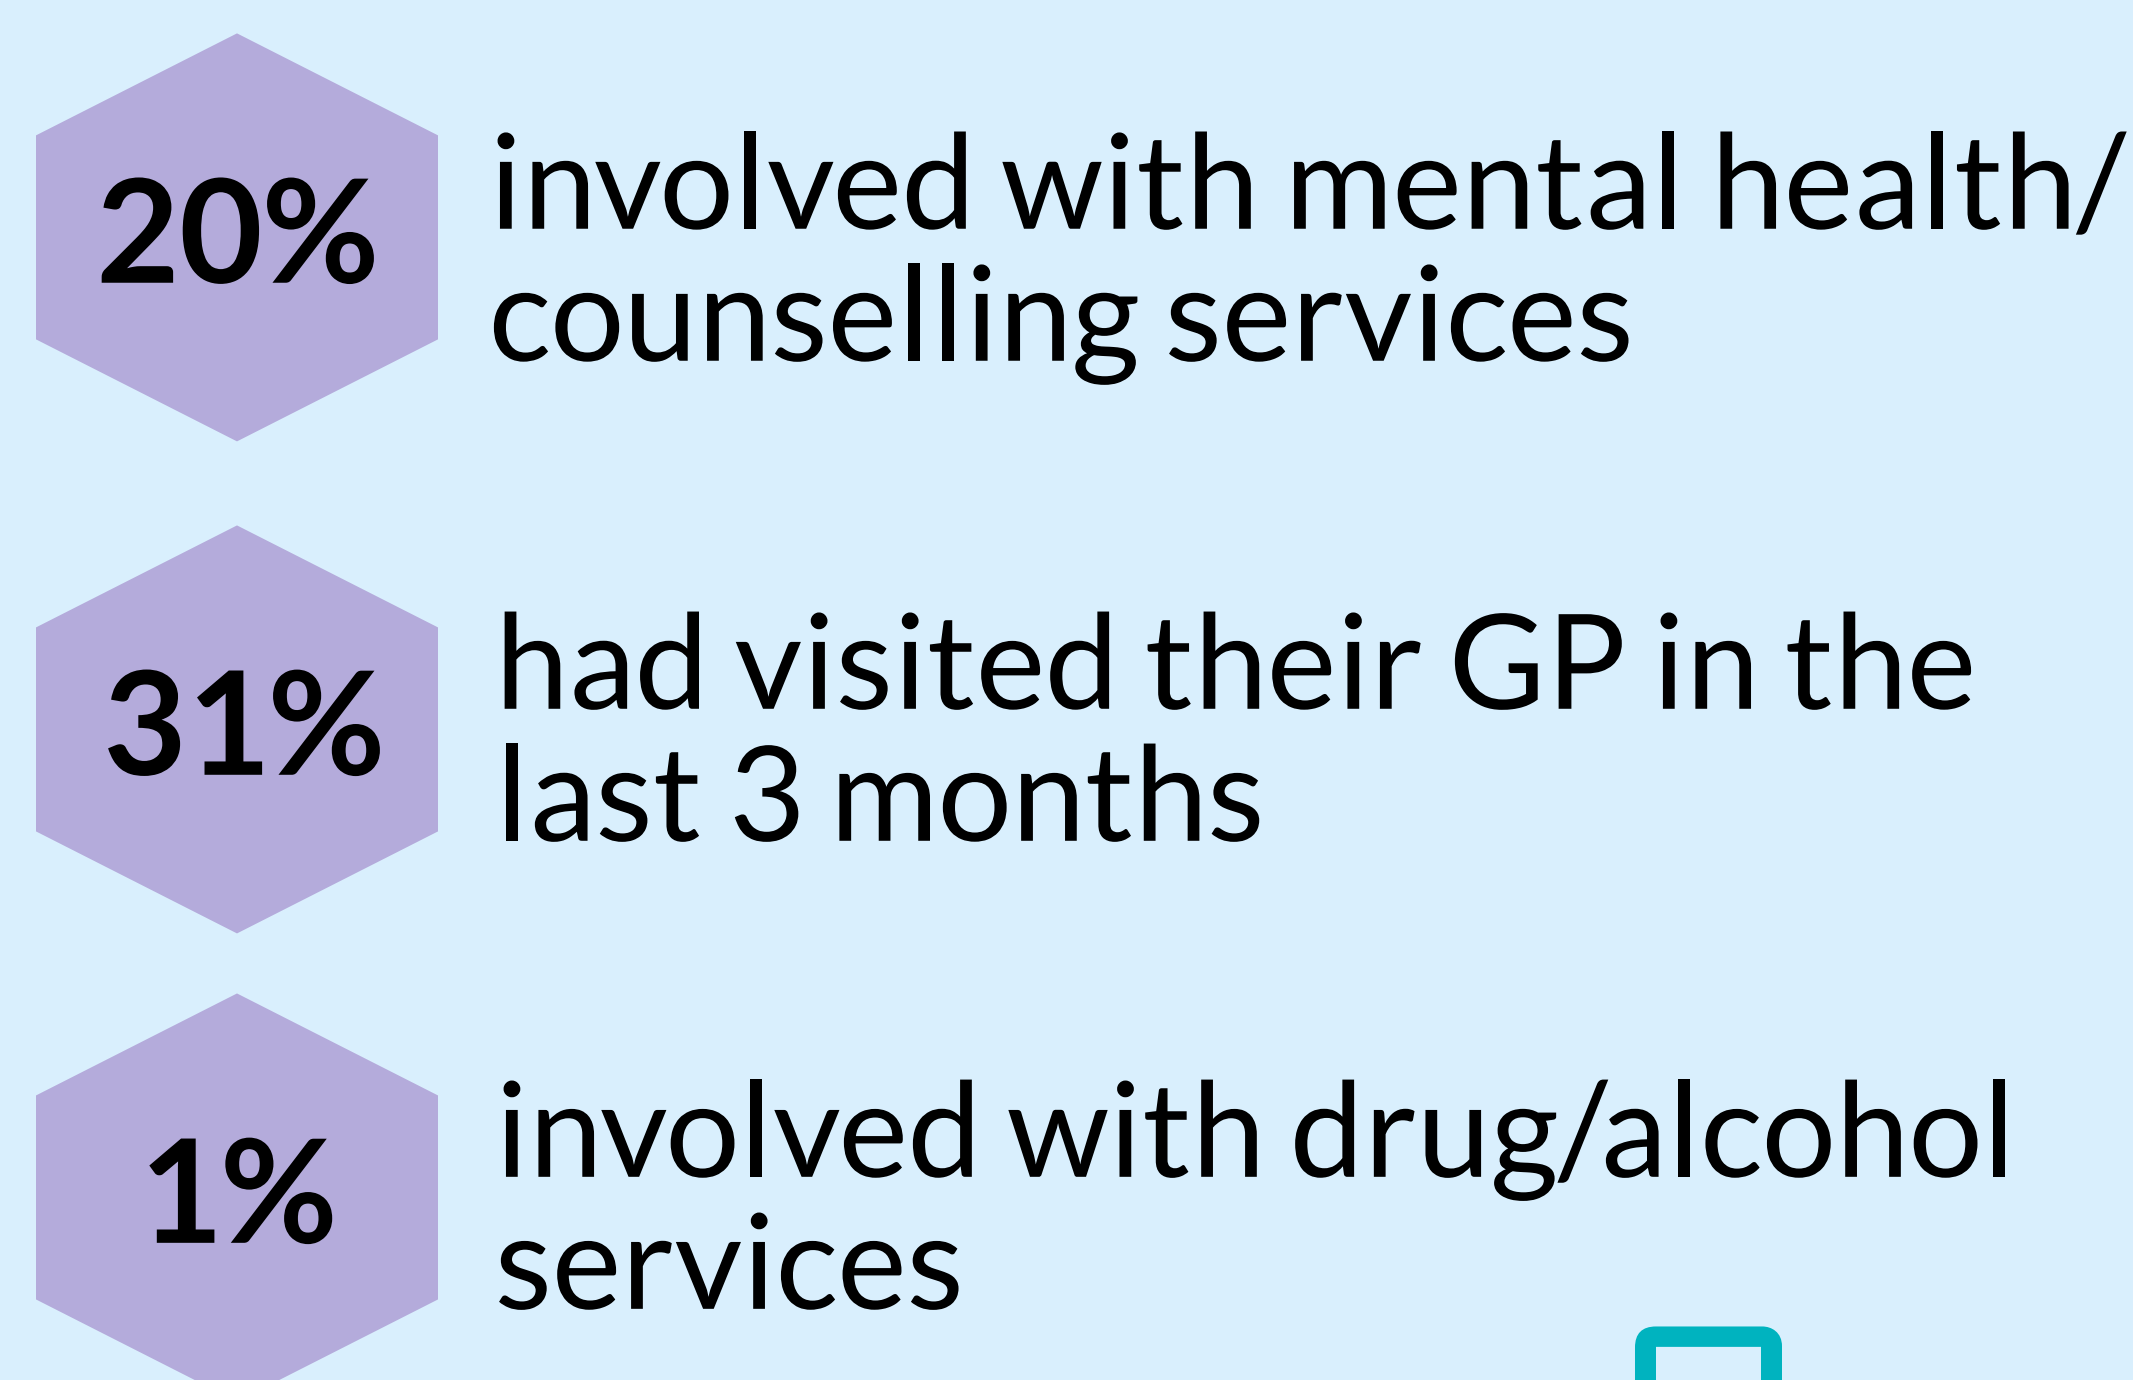 20%
involved with mental health/
counselling services
31%
had visited their GP in the
last 3 months
1%
involved with drug/alcohol
services